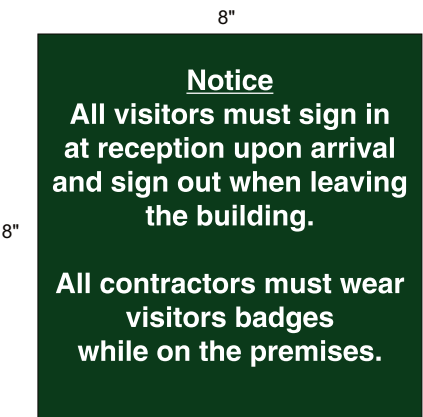 8"
Notice
All visitors must sign in
at reception upon arrival
8"
and sign out when leaving
the building.
All contractors must wear
visitors badges
while on the premises.